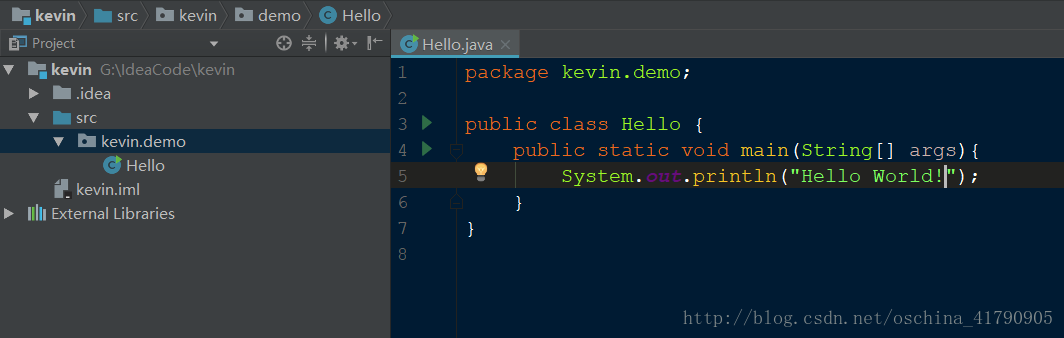 kevin src kevin demo Hello
Project
Hello.java
kevin G:\IdeaCode\kevin
.idea
src
kevin.demo
Hello
kevin.iml
External Libraries
1 package kevin.demo;
2
3 public class Hello {
4 public static void main(String[] args){
5 System.out.println("Hello World!");
6 }
7 }
8
http://blog.csdn.net/oschina_41790905